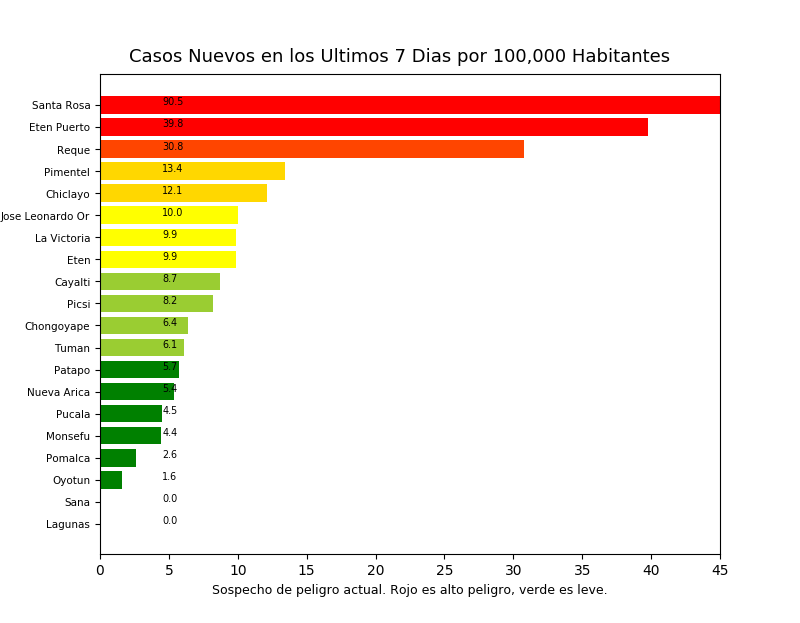 Casos Nuevos en los Ultimos 7 Dias por 100,000 Habitantes
Santa Rosa 90.5
Eten Puerto 39.8
Reque 30.8
Pimentel 13.4
Chiclayo 12.1
Jose Leonardo Or 10.0
La Victoria 9.9
Eten 9.9
Cayalti 8.7
Picsi 8.2
Chongoyape 6.4
Tuman 6.1
Patapo 5.7
Nueva Arica 5.4
Pucala 4.5
Monsefu 4.4
Pomalca 2.6
Oyotun 1.6
Sana 0.0
Lagunas 0.0
0 5 10 15 20 25 30 35 40 45
Sospecho de peligro actual. Rojo es alto peligro, verde es leve.